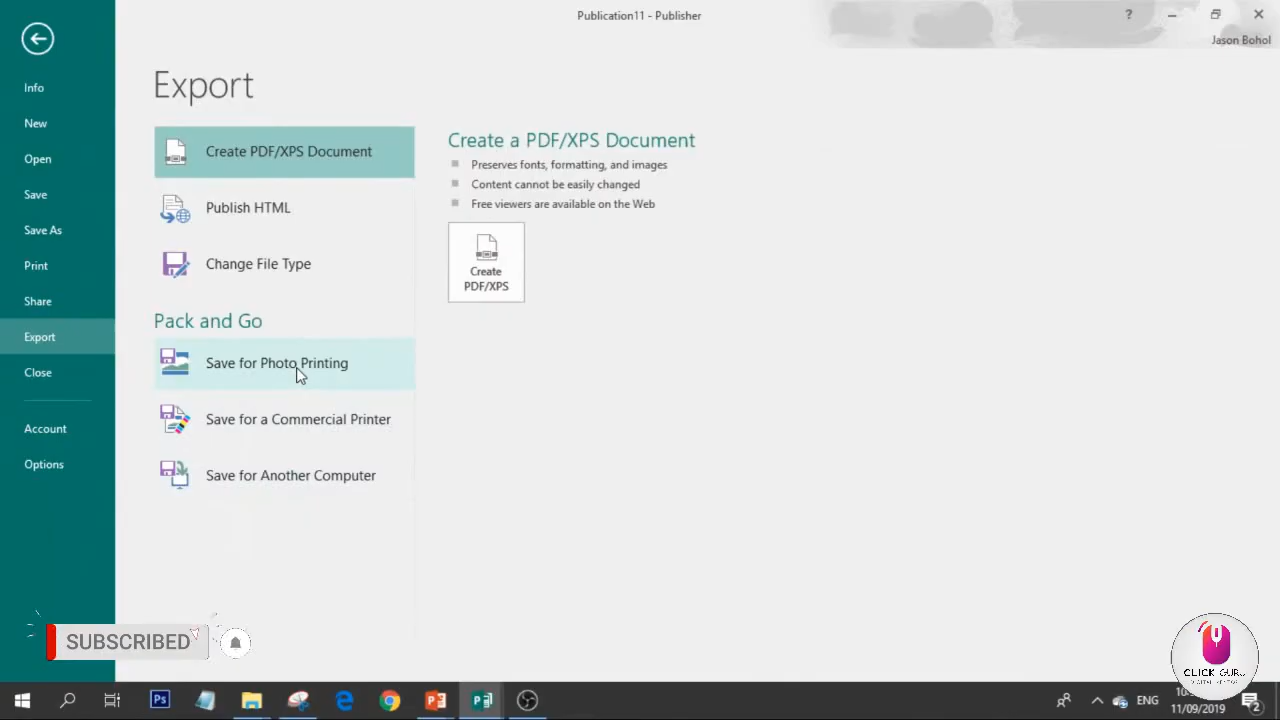 Publication11 - Publisher
?
Jason Bohol
Info
New
Open
Save
Save As
Print
Share
Export
Close
Account
Options
Export
Create PDF/XPS Document
Publish HTML
Change File Type
Pack and Go
Save for Photo Printing
Save for a Commercial Printer
Save for Another Computer
Create a PDF/XPS Document
Preserves fonts, formatting, and images
Content cannot be easily changed
Free viewers are available on the Web
Create
PDF/XPS
SUBSCRIBED
Ps
ENG
11/09/2019
2